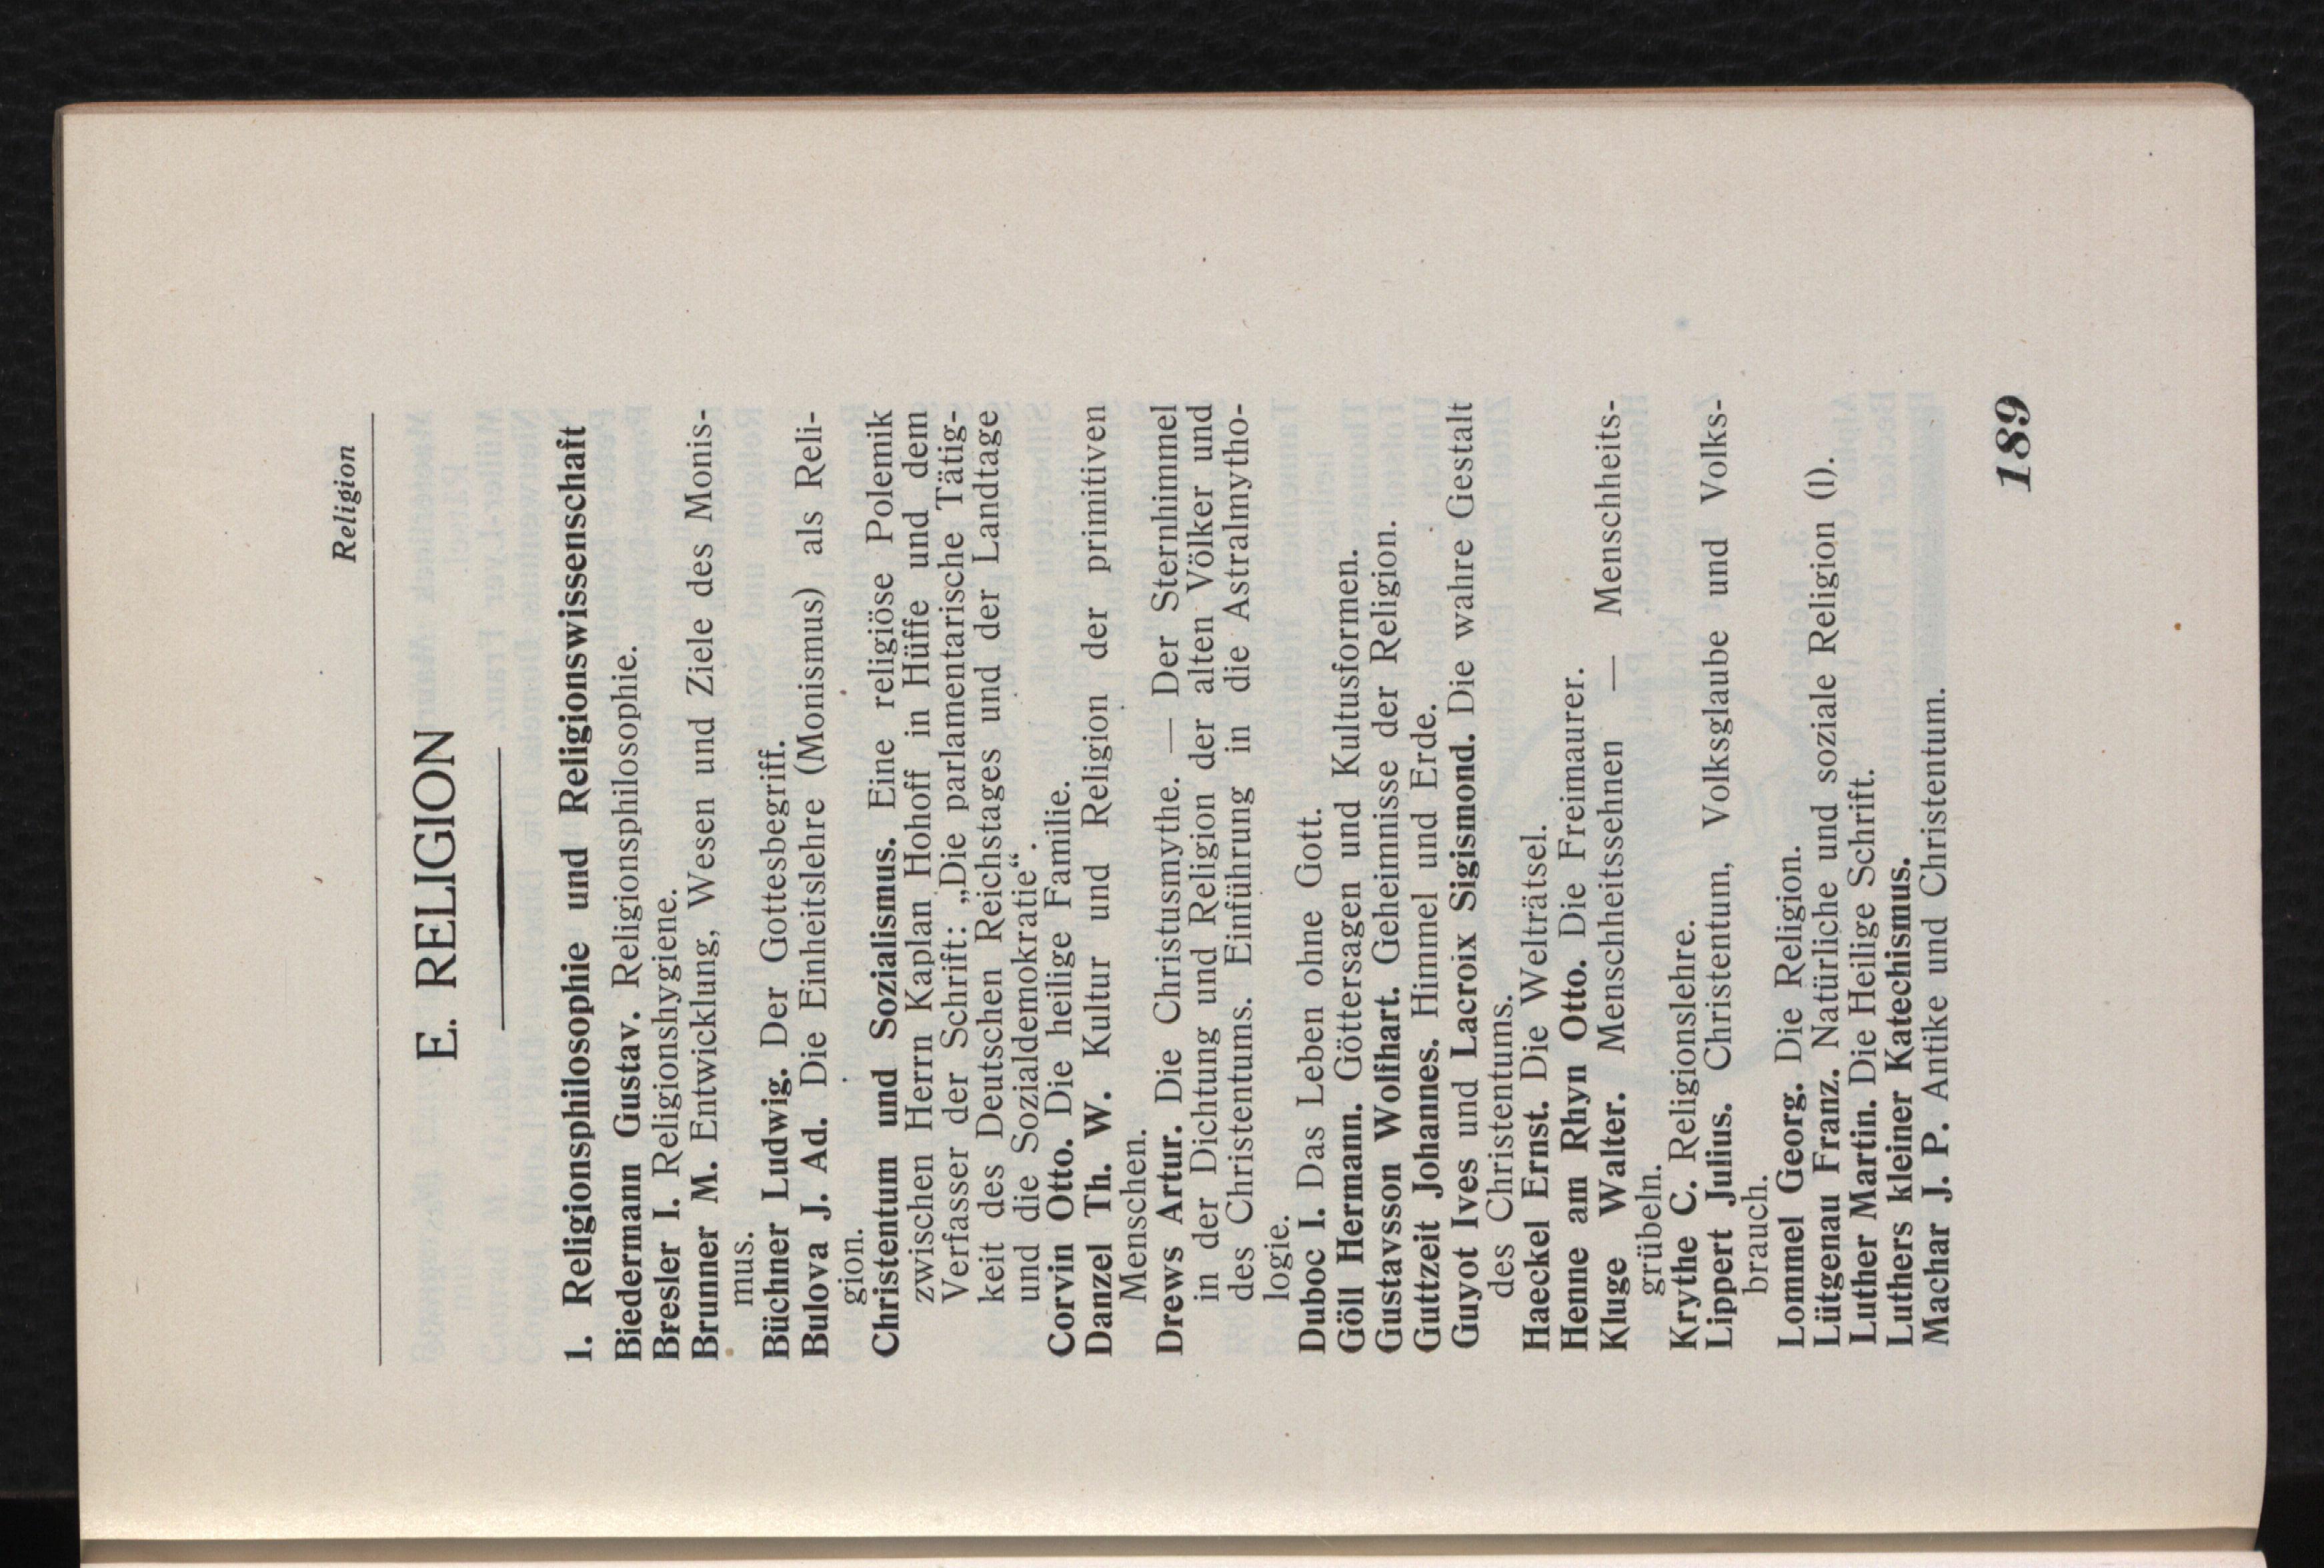 Religion
E. RELIGION
1. Religionsphilosophie und Religionswissenschaft
Biedermann Gustav. Religionsphilosophie.
Bresler I. Religionshygiene.
Brunner M. Entwicklung, Wesen und Ziele des Monis-
mus.
Büchner Ludwig. Der Gottesbegriff.
Bulova J. Ad. Die Einheitslehre (Monismus) als Reli-
gion.
Christentum und Sozialismus. Eine religiöse Polemik
zwischen Herrn Kaplan Hohoff in Hüffe und dem
Verfasser der Schrift: „Die parlamentarische Tätig-
keit des Deutschen Reichstages und der Landtage
und die Sozialdemokratie“.
Corvin Otto. Die heilige Familie.
Danzel Th. W. Kultur und Religion der primitiven
Menschen.
Drews Artur. Die Christusmythe. — Der Sternhimmel
in der Dichtung und Religion der alten Völker und
des Christentums. Einführung in die Astralmytho-
logie.
Duboc I. Das Leben ohne Gott.
Göll Hermann. Göttersagen und Kultusformen.
Gustavsson Wolfhart. Geheimnisse der Religion.
Guttzeit Johannes. Himmel und Erde.
Guyot Ives und Lacroix Sigismond. Die wahre Gestalt
des Christentums.
Haeckel Ernst. Die Welträtsel.
Henne am Rhyn Otto. Die Freimaurer.
Kluge Walter. Menschheitssehnen — Menschheits-
grübeln.
Krythe C. Religionslehre.
Lippert Julius. Christentum, Volksglaube und Volks-
brauch.
Lommel Georg. Die Religion.
Lütgenau Franz. Natürliche und soziale Religion (I).
Luther Martin. Die Heilige Schrift.
Luthers kleiner Katechismus.
Machar J. P. Antike und Christentum.
189